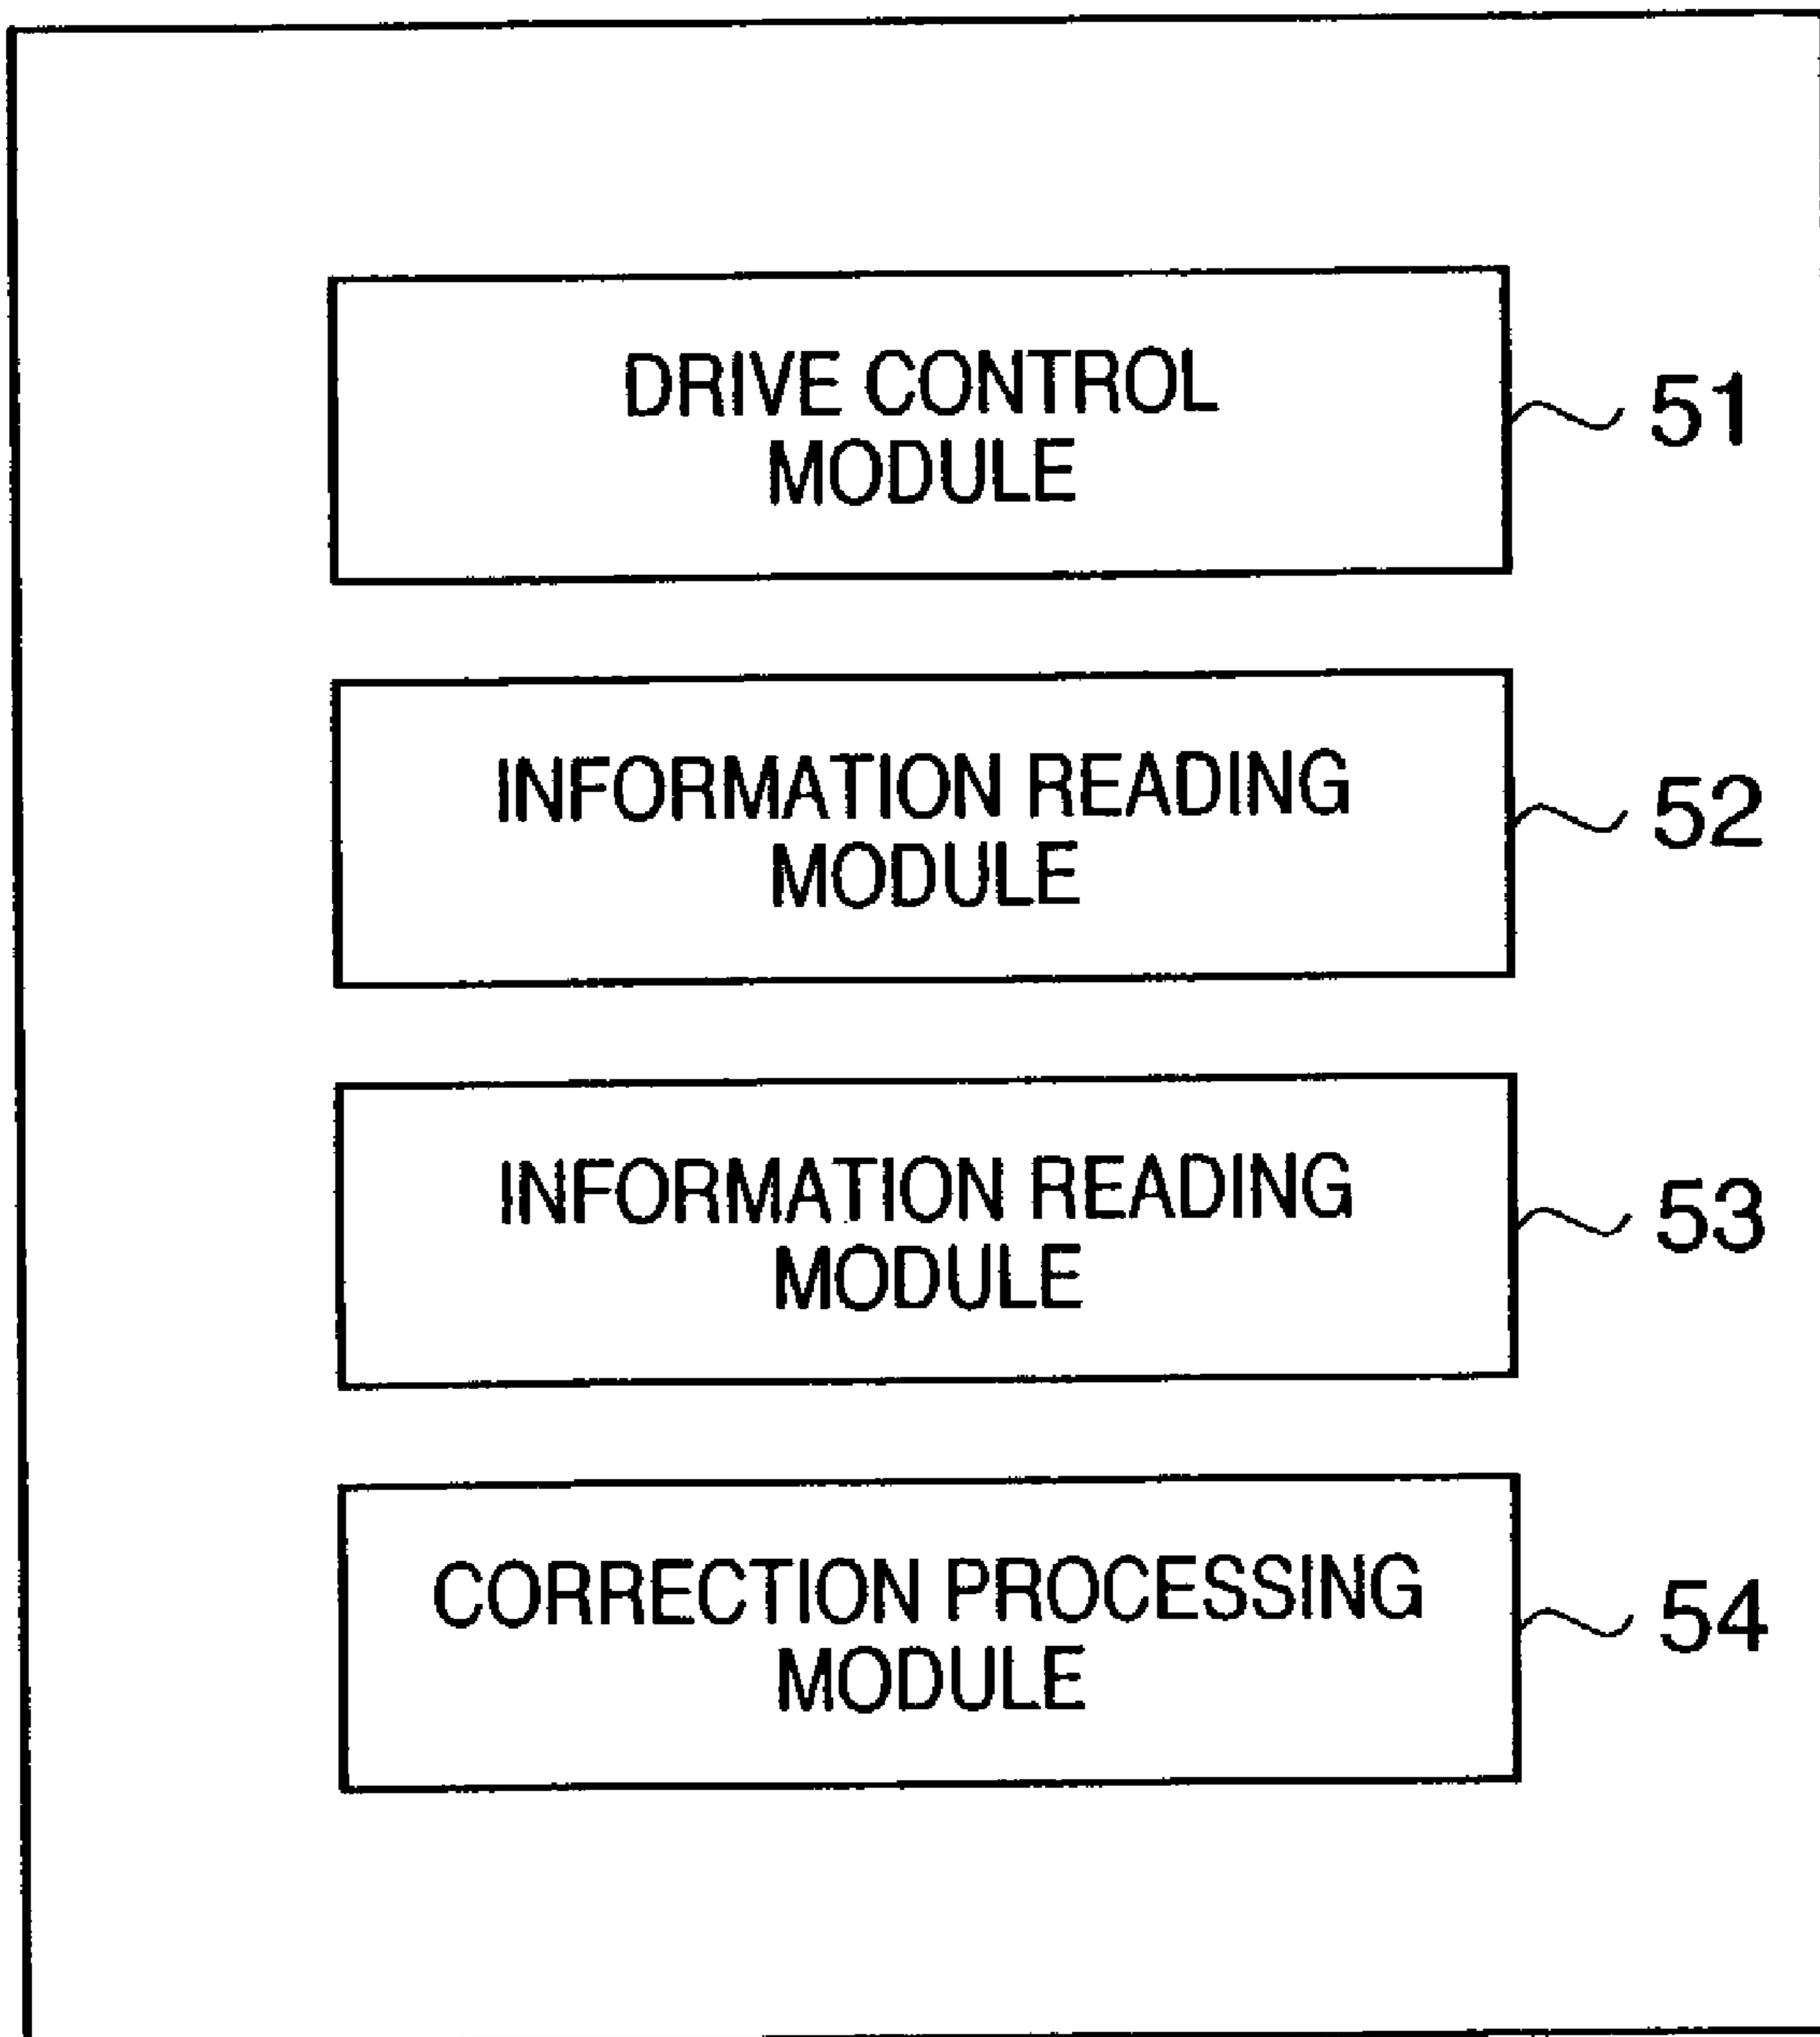 DRIVE CONTROL
MODULE
51
INFORMATION READING
MODULE
52
INFORMATION READING
MODULE
53
CORRECTION PROCESSING
MODULE
54